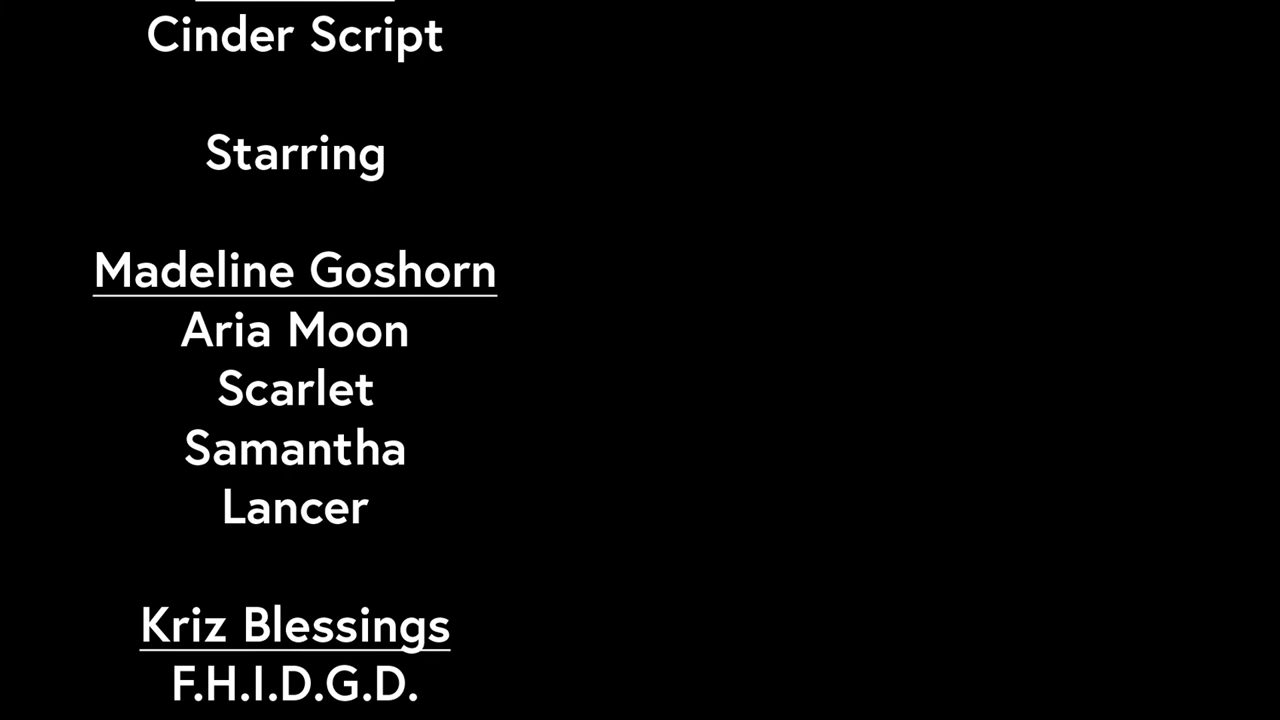 Cinder Script
Starring
Madeline Goshorn
Aria Moon
Scarlet
Samantha
Lancer
Kriz Blessings
F.H.I.D.G.D.